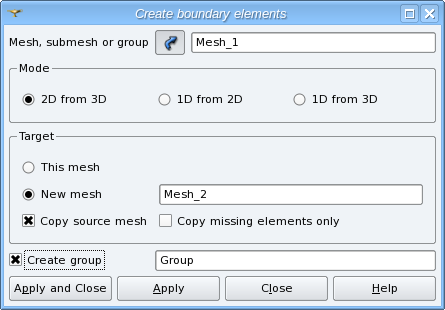 Create boundary elements
Mesh, submesh or group Mesh_1
Mode
2D from 3D 1D from 2D 1D from 3D
Target
This mesh
New mesh Mesh_2
Copy source mesh Copy missing elements only
Create group Group
Apply and Close Apply Close Help